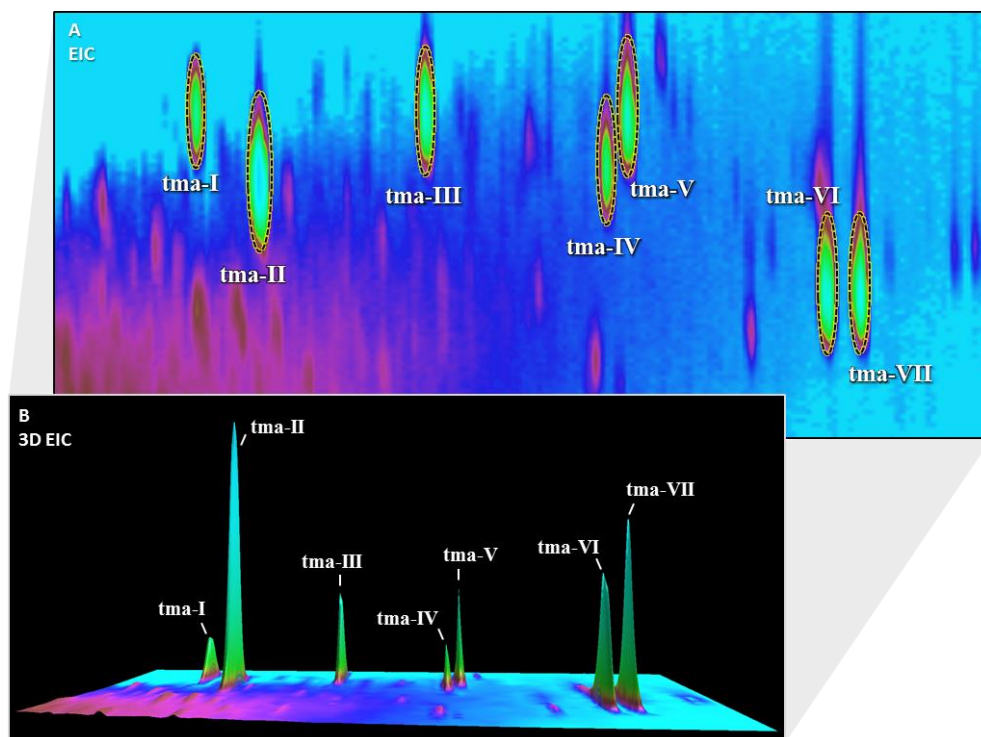 A
EIC
tma-I
tma-II
tma-III
tma-IV
tma-V
tma-VI
tma-VII
B
3D EIC
tma-I
tma-II
tma-III
tma-IV
tma-V
tma-VI
tma-VII